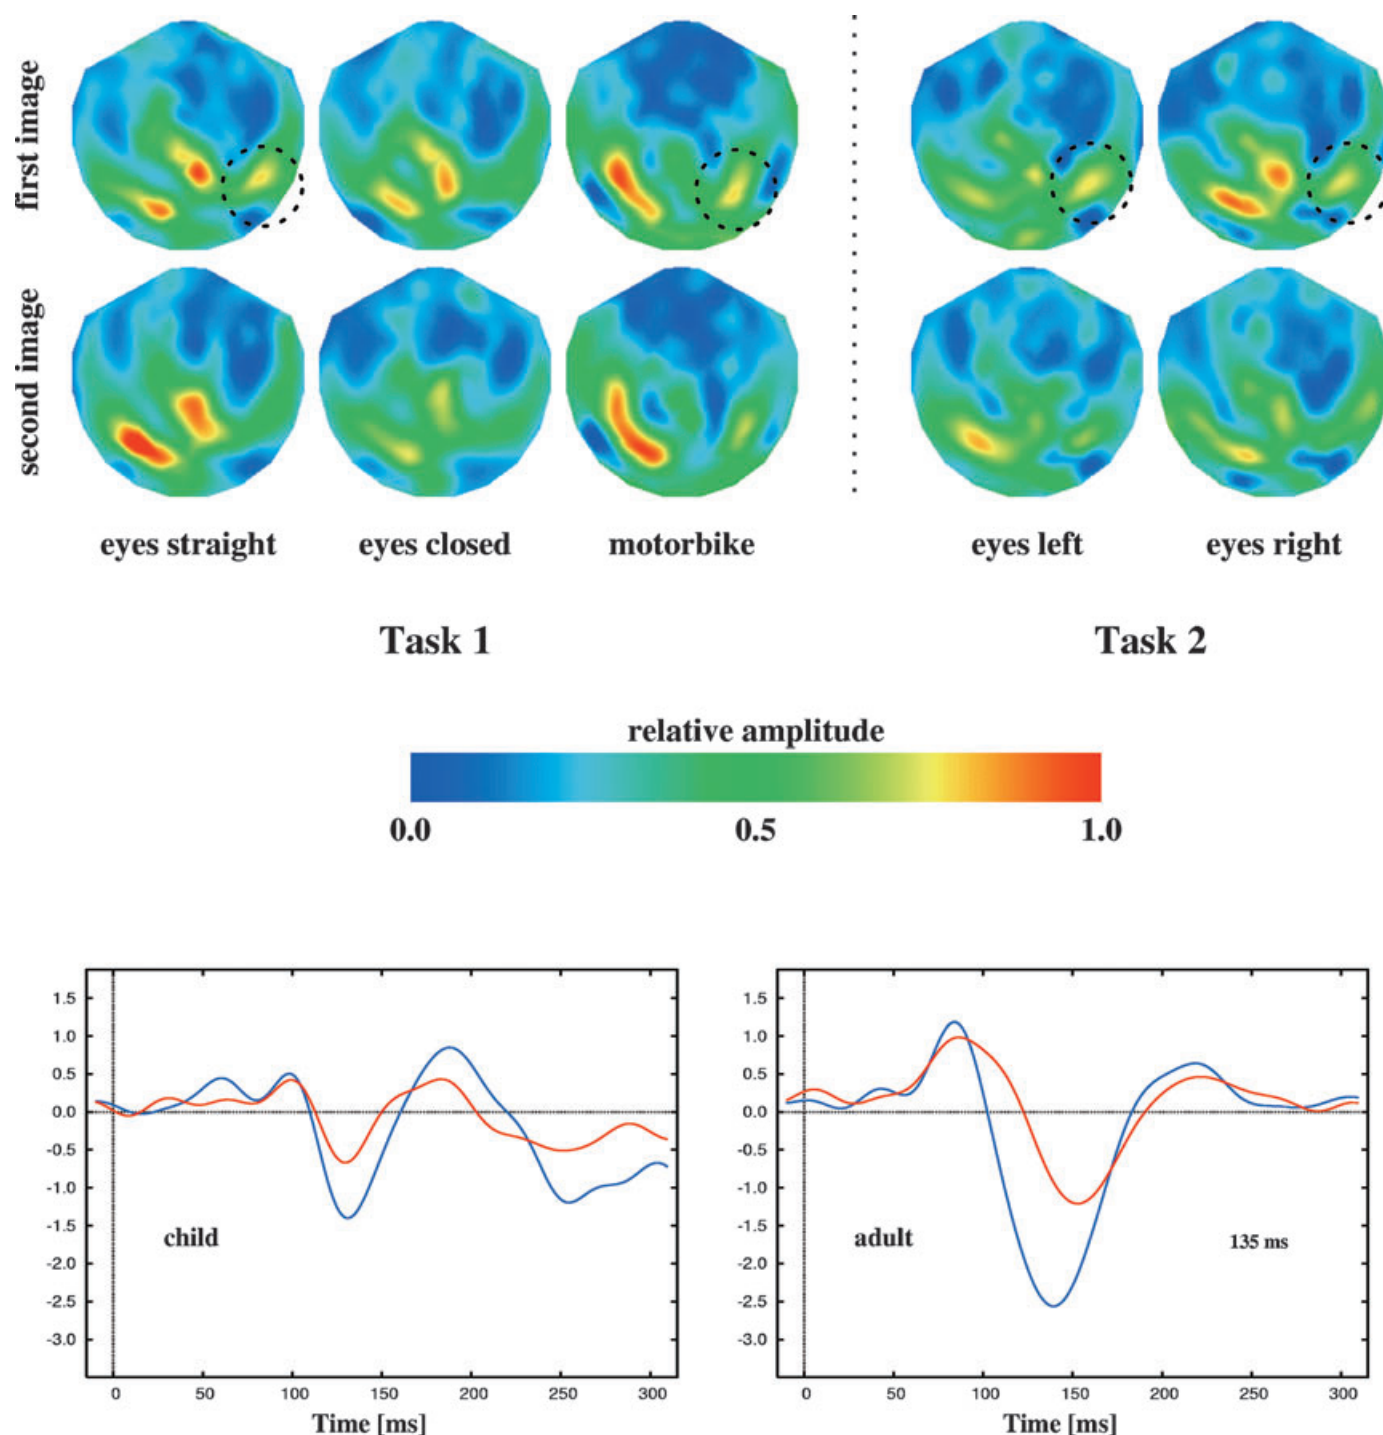 first image
second image
eyes straight
eyes closed
motorbike
eyes left
eyes right
Task 1
Task 2
relative amplitude
0.0
0.5
1.0
1.5
1.0
0.5
0.0
-0.5
-1.0
-1.5
-2.0
-2.5
-3.0
child
0 50 100 150 200 250 300
Time [ms]
1.5
1.0
0.5
0.0
-0.5
-1.0
-1.5
-2.0
-2.5
-3.0
adult
135 ms
0 50 100 150 200 250 300
Time [ms]